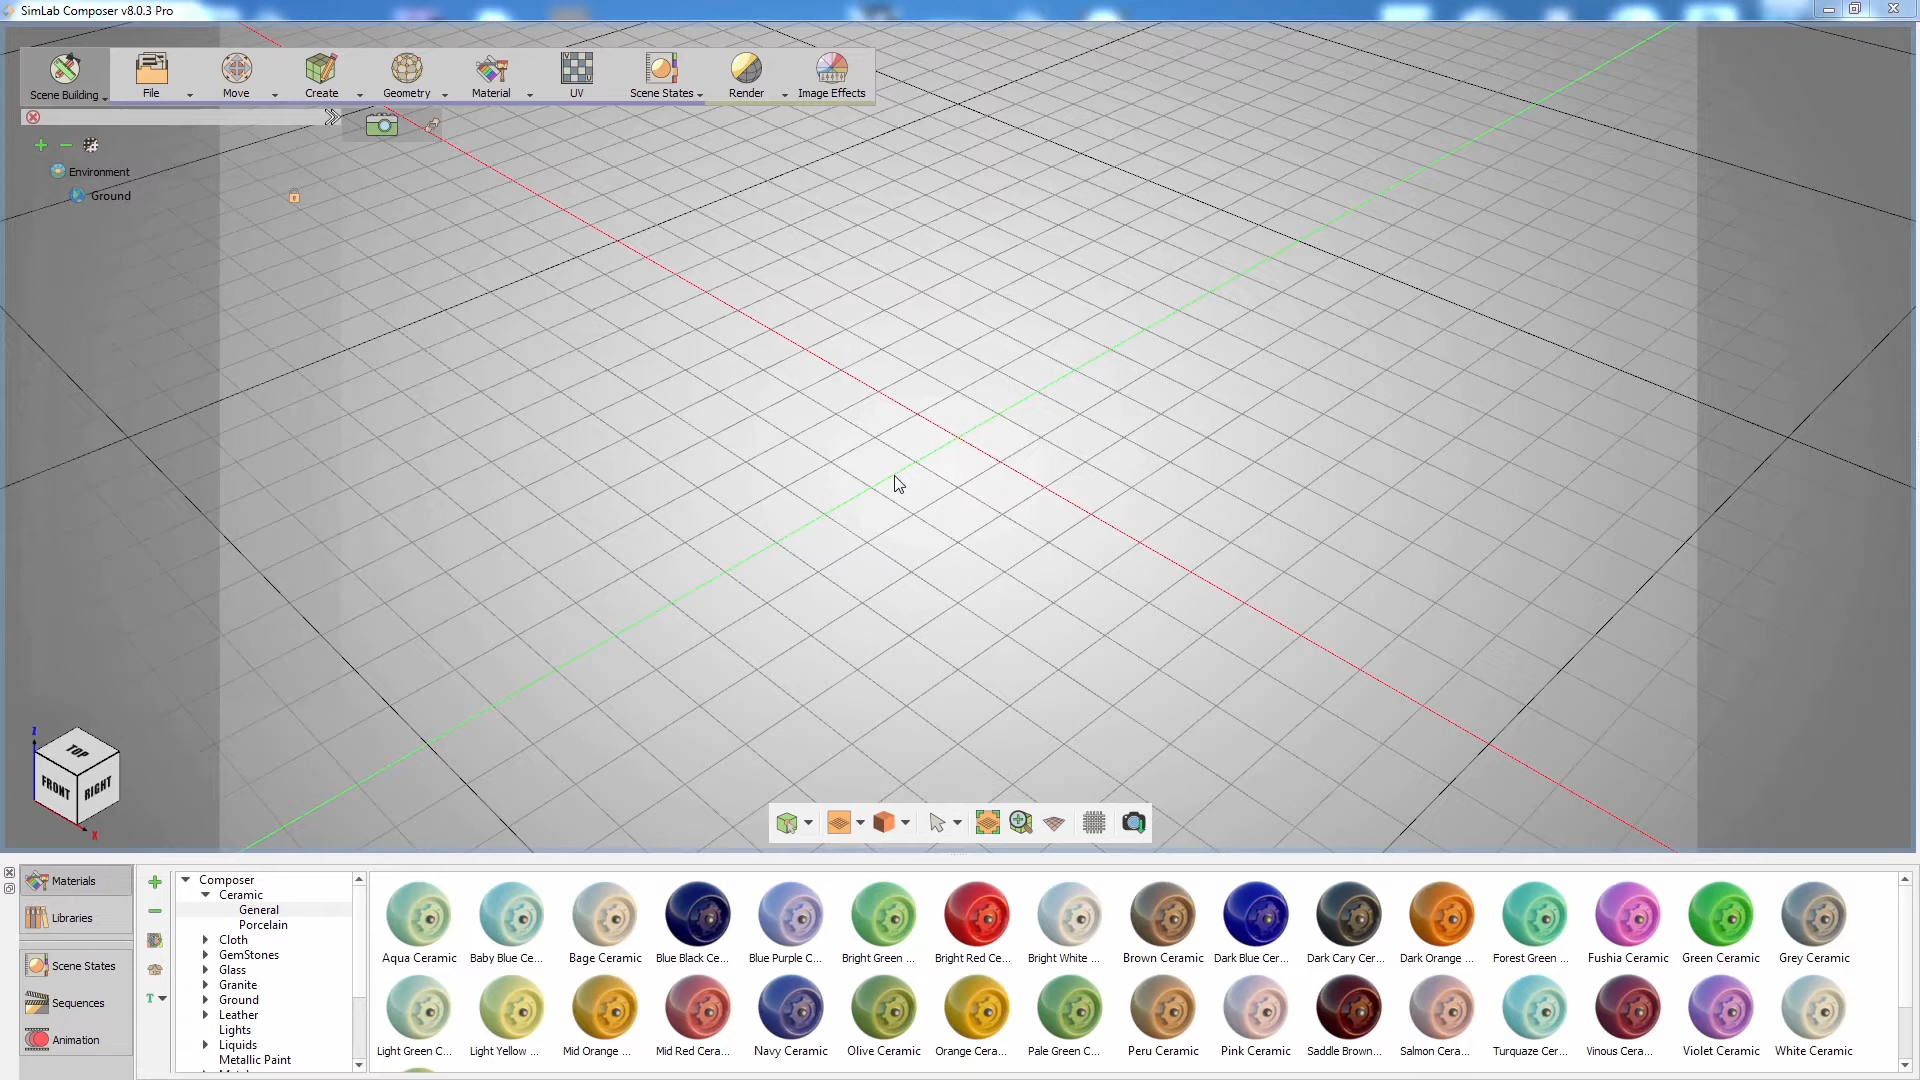 SimLab Composer v8.0.3 Pro
Scene Building
File
Move
Create
Geometry
Material
UV
Scene States
Render
Image Effects
Environment
Ground
TOP
FRONT
RIGHT
X
Materials
Libraries
Scene States
Sequences
Animation
T
Composer
Ceramic
General
Porcelain
Cloth
GemStones
Glass
Granite
Ground
Leather
Lights
Liquids
Metallic Paint
Aqua Ceramic
Baby Blue Ce...
Bage Ceramic
Blue Black Ce...
Blue Purple C...
Bright Green ...
Bright Red Ce...
Bright White ...
Brown Ceramic
Dark Blue Cer...
Dark Cary Cer...
Dark Orange ...
Forest Green ...
Fushia Ceramic
Green Ceramic
Grey Ceramic
Light Green C...
Light Yellow ...
Mid Orange ...
Mid Red Cera...
Navy Ceramic
Olive Ceramic
Orange Cera...
Pale Green C...
Peru Ceramic
Pink Ceramic
Saddle Brown...
Salmon Cera...
Turquaze Cer...
Vinous Cera...
Violet Ceramic
White Ceramic